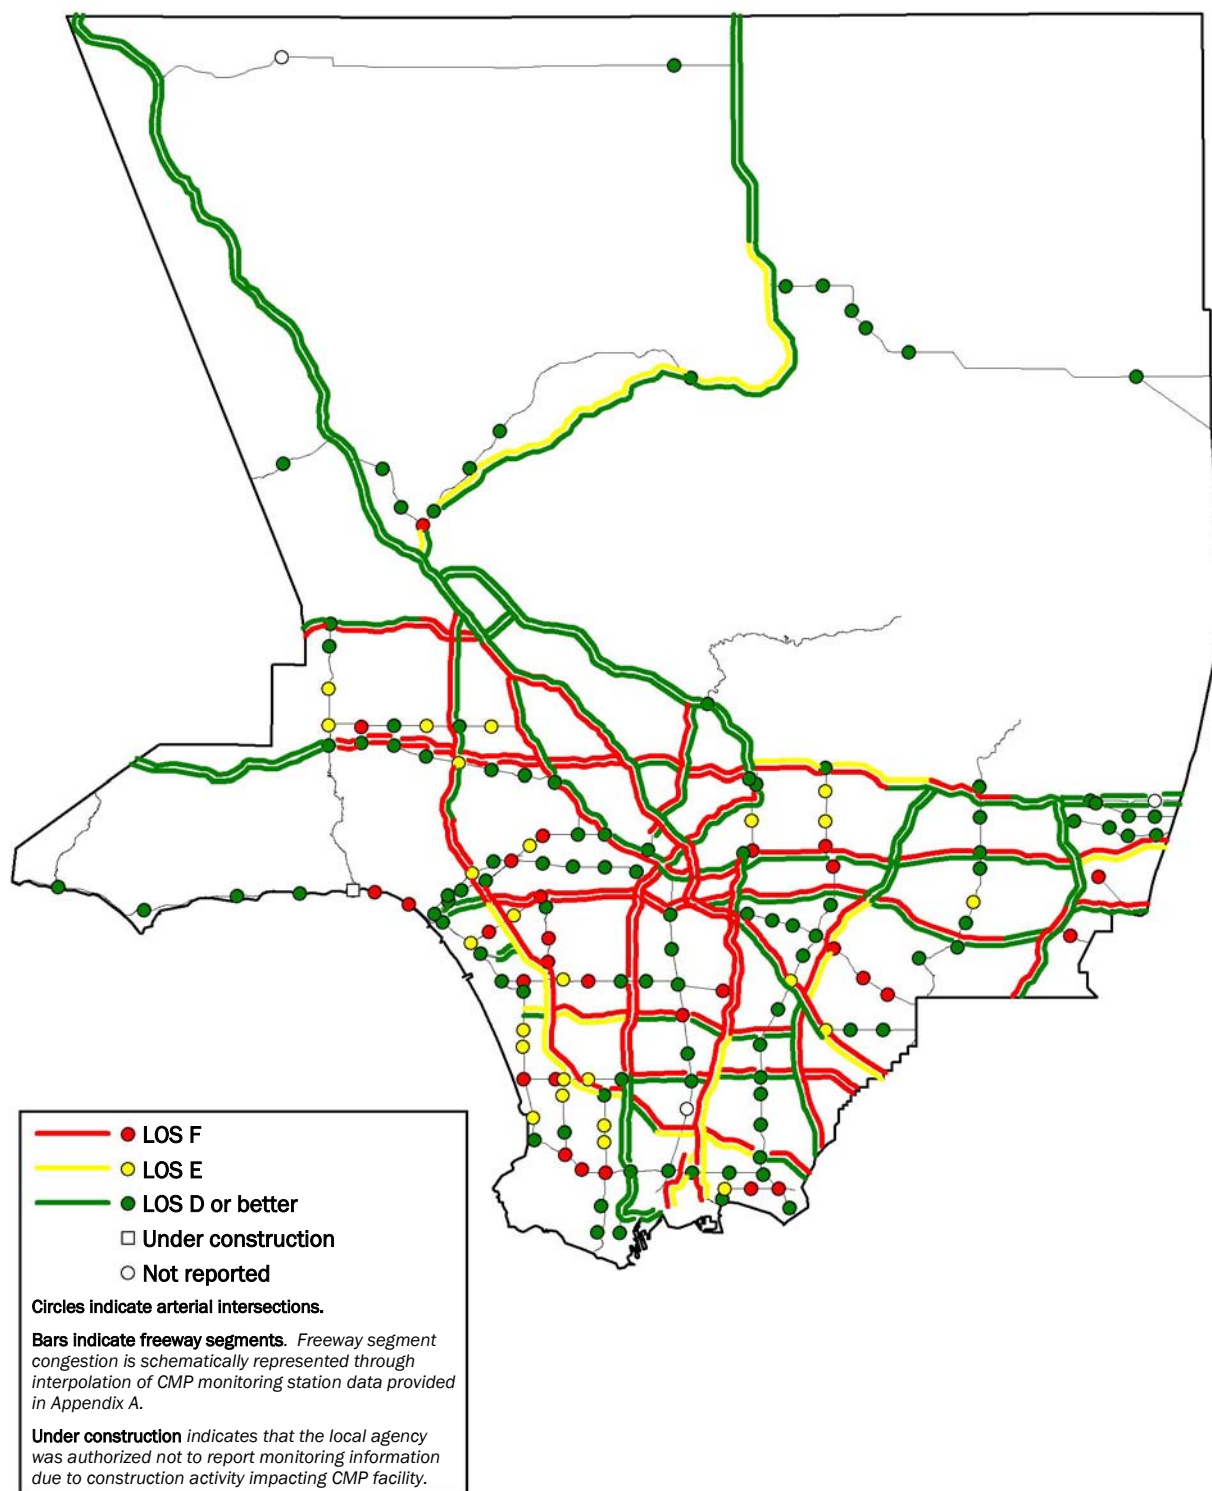 LOS F
LOS E
LOS D or better
Under construction
Not reported
Circles indicate arterial intersections.
Bars indicate freeway segments. Freeway segment
congestion is schematically represented through
interpolation of CMP monitoring station data provided
in Appendix A.
Under construction indicates that the local agency
was authorized not to report monitoring information
due to construction activity impacting CMP facility.